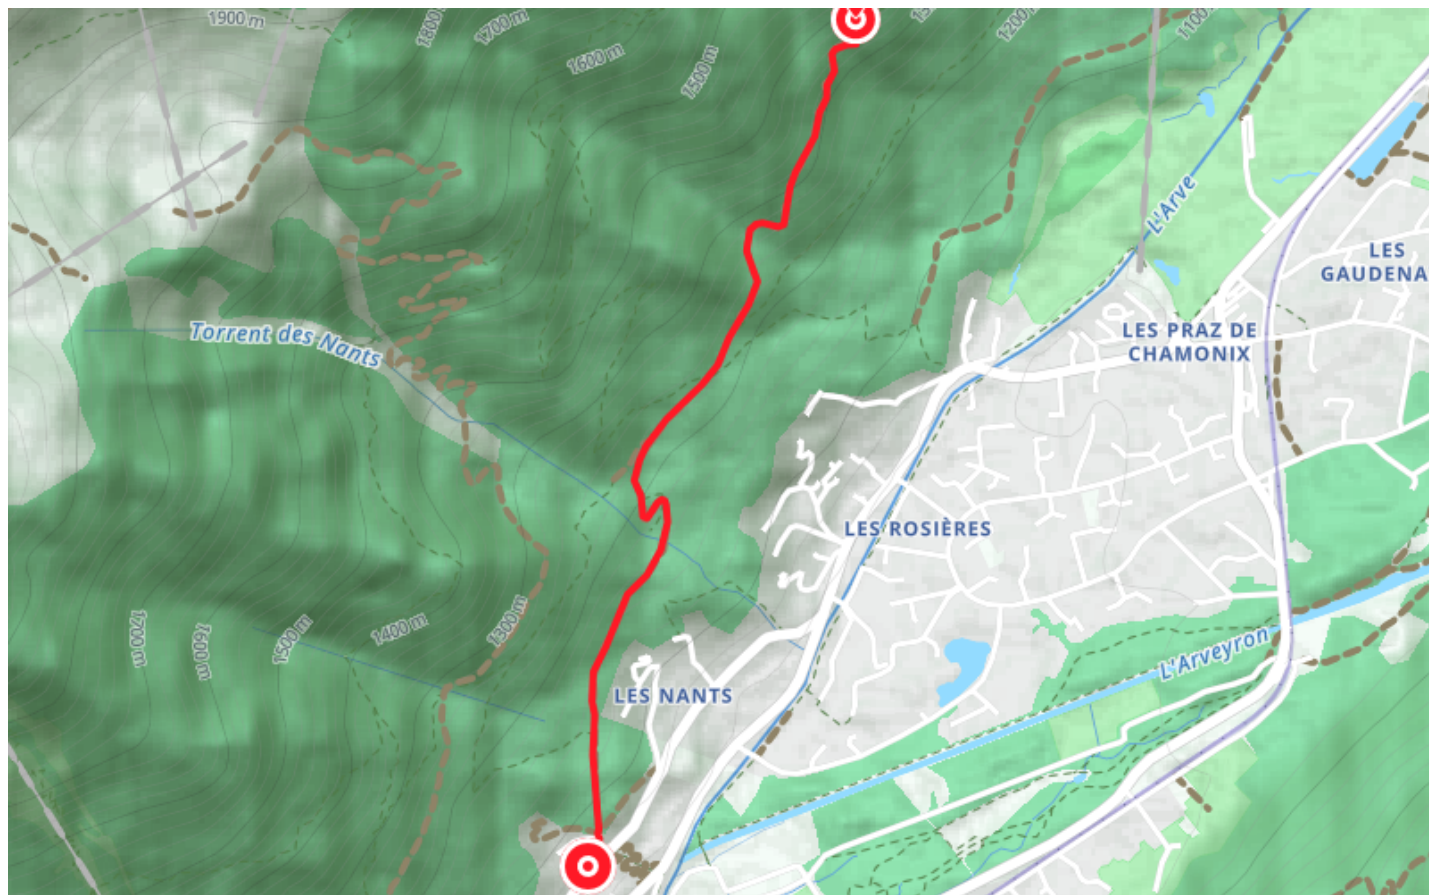 1900 m
1800
1700 m
1600 m
1500 m
1200 m
1100
L'Arve
LES
GAUDENA
Torrent des Nants
LES PRAZ DE
CHAMONIX
LES ROSIÈRES
1700 m
1600 m
1500 m
1400 m
1300 m
L'Arveyron
LES NANTS